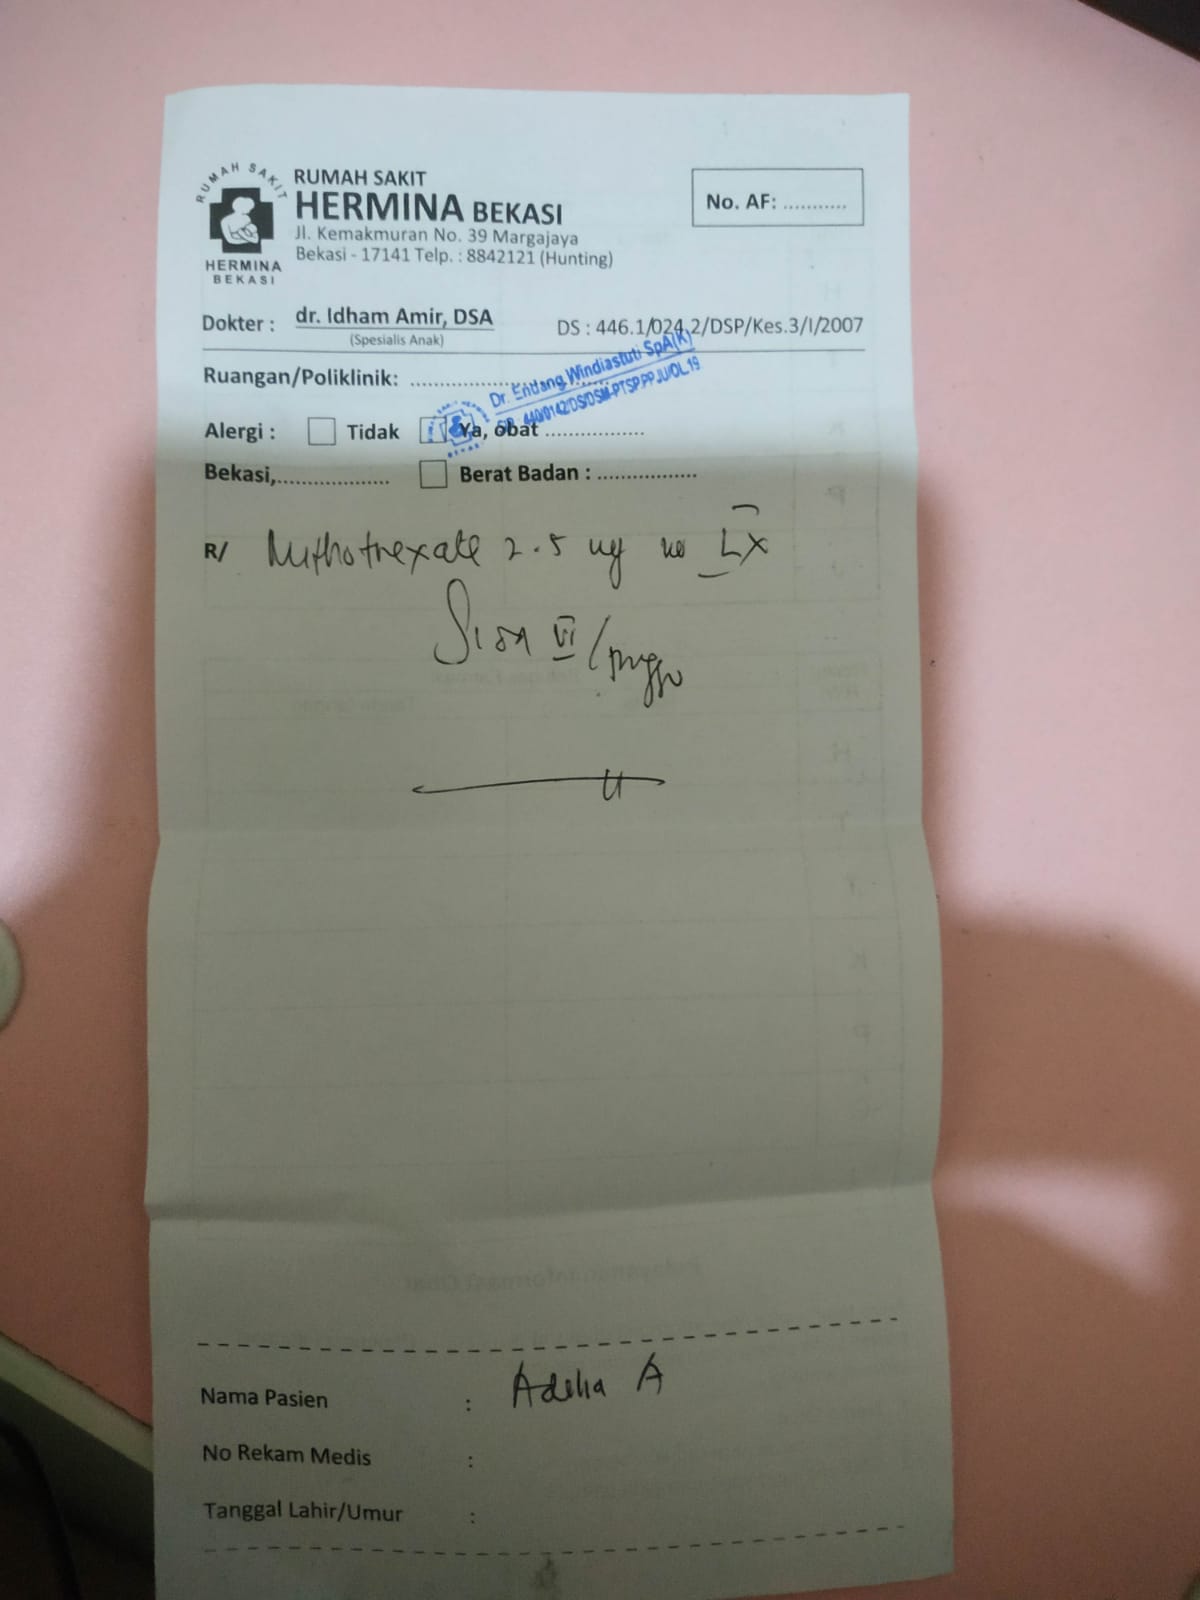 RUMAH SAKIT
HERMINA BEKASI
RUMAH SAKIT
HERMINA BEKASI
Jl. Kemakmuran No. 39 Margajaya
Bekasi - 17141 Telp. : 8842121 (Hunting)
No. AF: ...........
Dokter : dr. Idham Amir, DSA
(Spesialis Anak)
DS : 446.1/024.2/DSP/Kes.3/I/2007
Dr. Endang Windiastuti SpA(K)
Ruangan/Poliklinik: ..................
Alergi : Tidak Ya, obat ................
Bekasi,.................. Berat Badan : ................
R/ Methotrexate 2.5 mg no LX
VI / minggu
Nama Pasien : Adelia A
No Rekam Medis :
Tanggal Lahir/Umur :